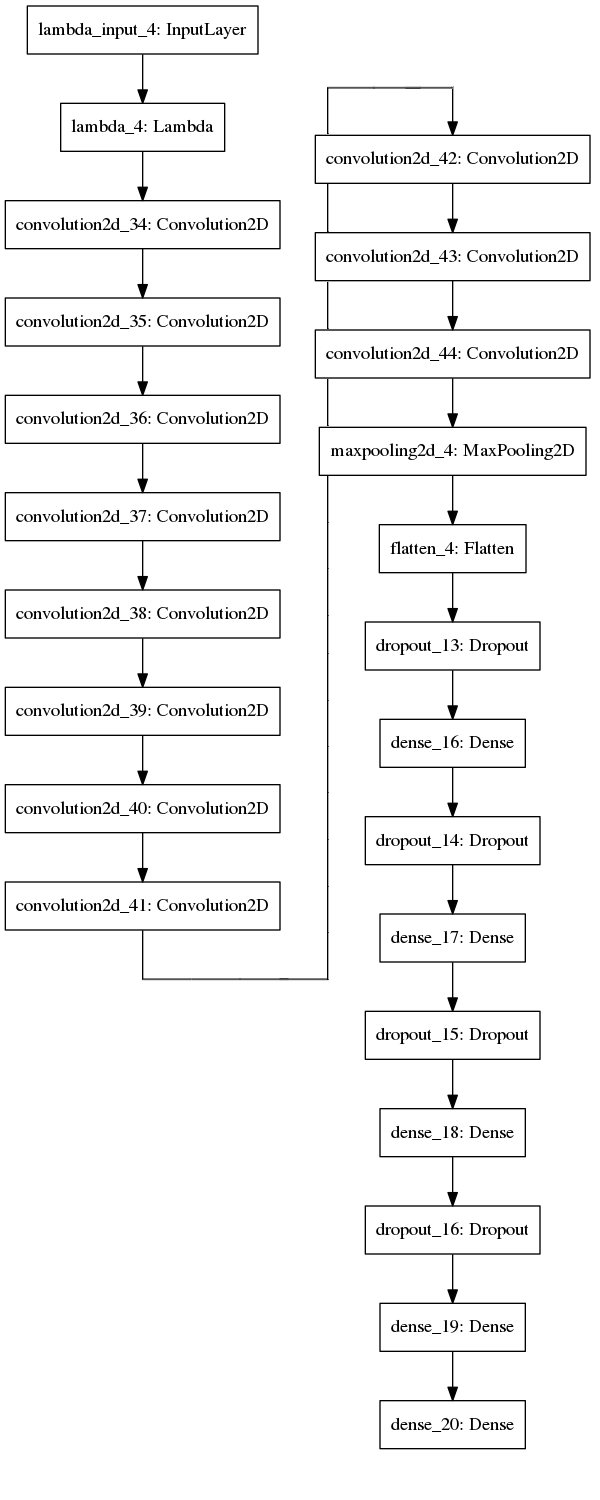 lambda_input_4: InputLayer
lambda_4: Lambda
convolution2d_34: Convolution2D
convolution2d_35: Convolution2D
convolution2d_36: Convolution2D
convolution2d_37: Convolution2D
convolution2d_38: Convolution2D
convolution2d_39: Convolution2D
convolution2d_40: Convolution2D
convolution2d_41: Convolution2D
convolution2d_42: Convolution2D
convolution2d_43: Convolution2D
convolution2d_44: Convolution2D
maxpooling2d_4: MaxPooling2D
flatten_4: Flatten
dropout_13: Dropout
dense_16: Dense
dropout_14: Dropout
dense_17: Dense
dropout_15: Dropout
dense_18: Dense
dropout_16: Dropout
dense_19: Dense
dense_20: Dense